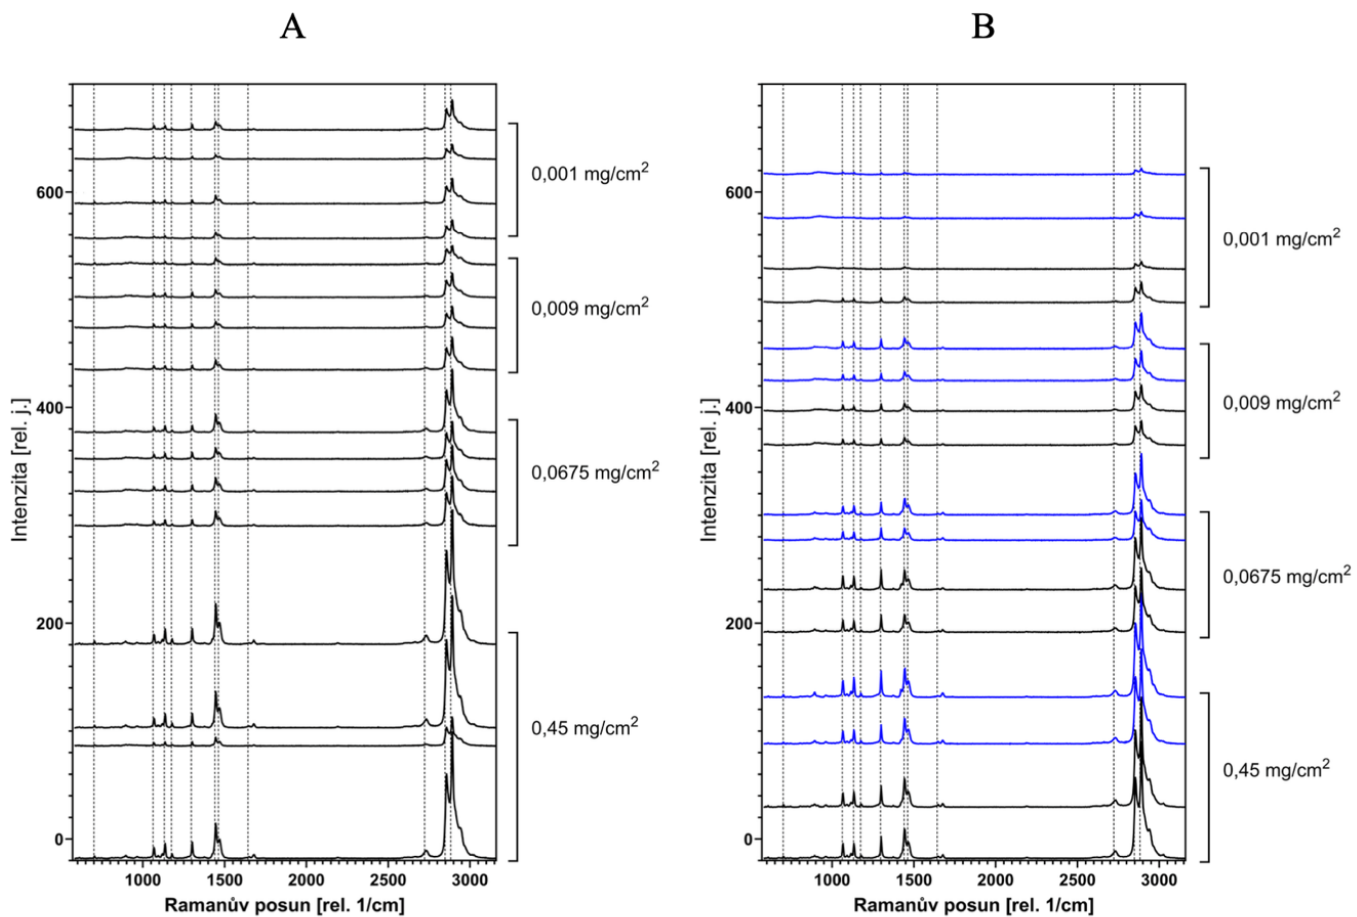 A
B
Intenzita [rel. j.]
600
400
200
0
0,001 mg/cm²
0,009 mg/cm²
0,0675 mg/cm²
0,45 mg/cm²
1000 1500 2000 2500 3000
Ramanův posun [rel. 1/cm]
Intenzita [rel. j.]
600
400
200
0
0,001 mg/cm²
0,009 mg/cm²
0,0675 mg/cm²
0,45 mg/cm²
1000 1500 2000 2500 3000
Ramanův posun [rel. 1/cm]